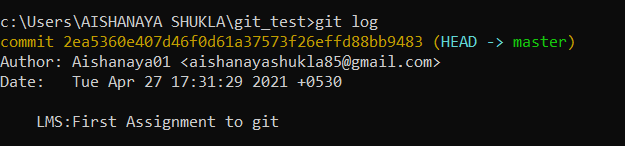 c:\Users\AISHANAYA SHUKLA\git_test>git log
commit 2ea5360e407d46f0d61a37573f26effd88bb9483 (HEAD -> master)
Author: Aishanaya01 <aishanayashukla85@gmail.com>
Date:   Tue Apr 27 17:31:29 2021 +0530
    LMS:First Assignment to git